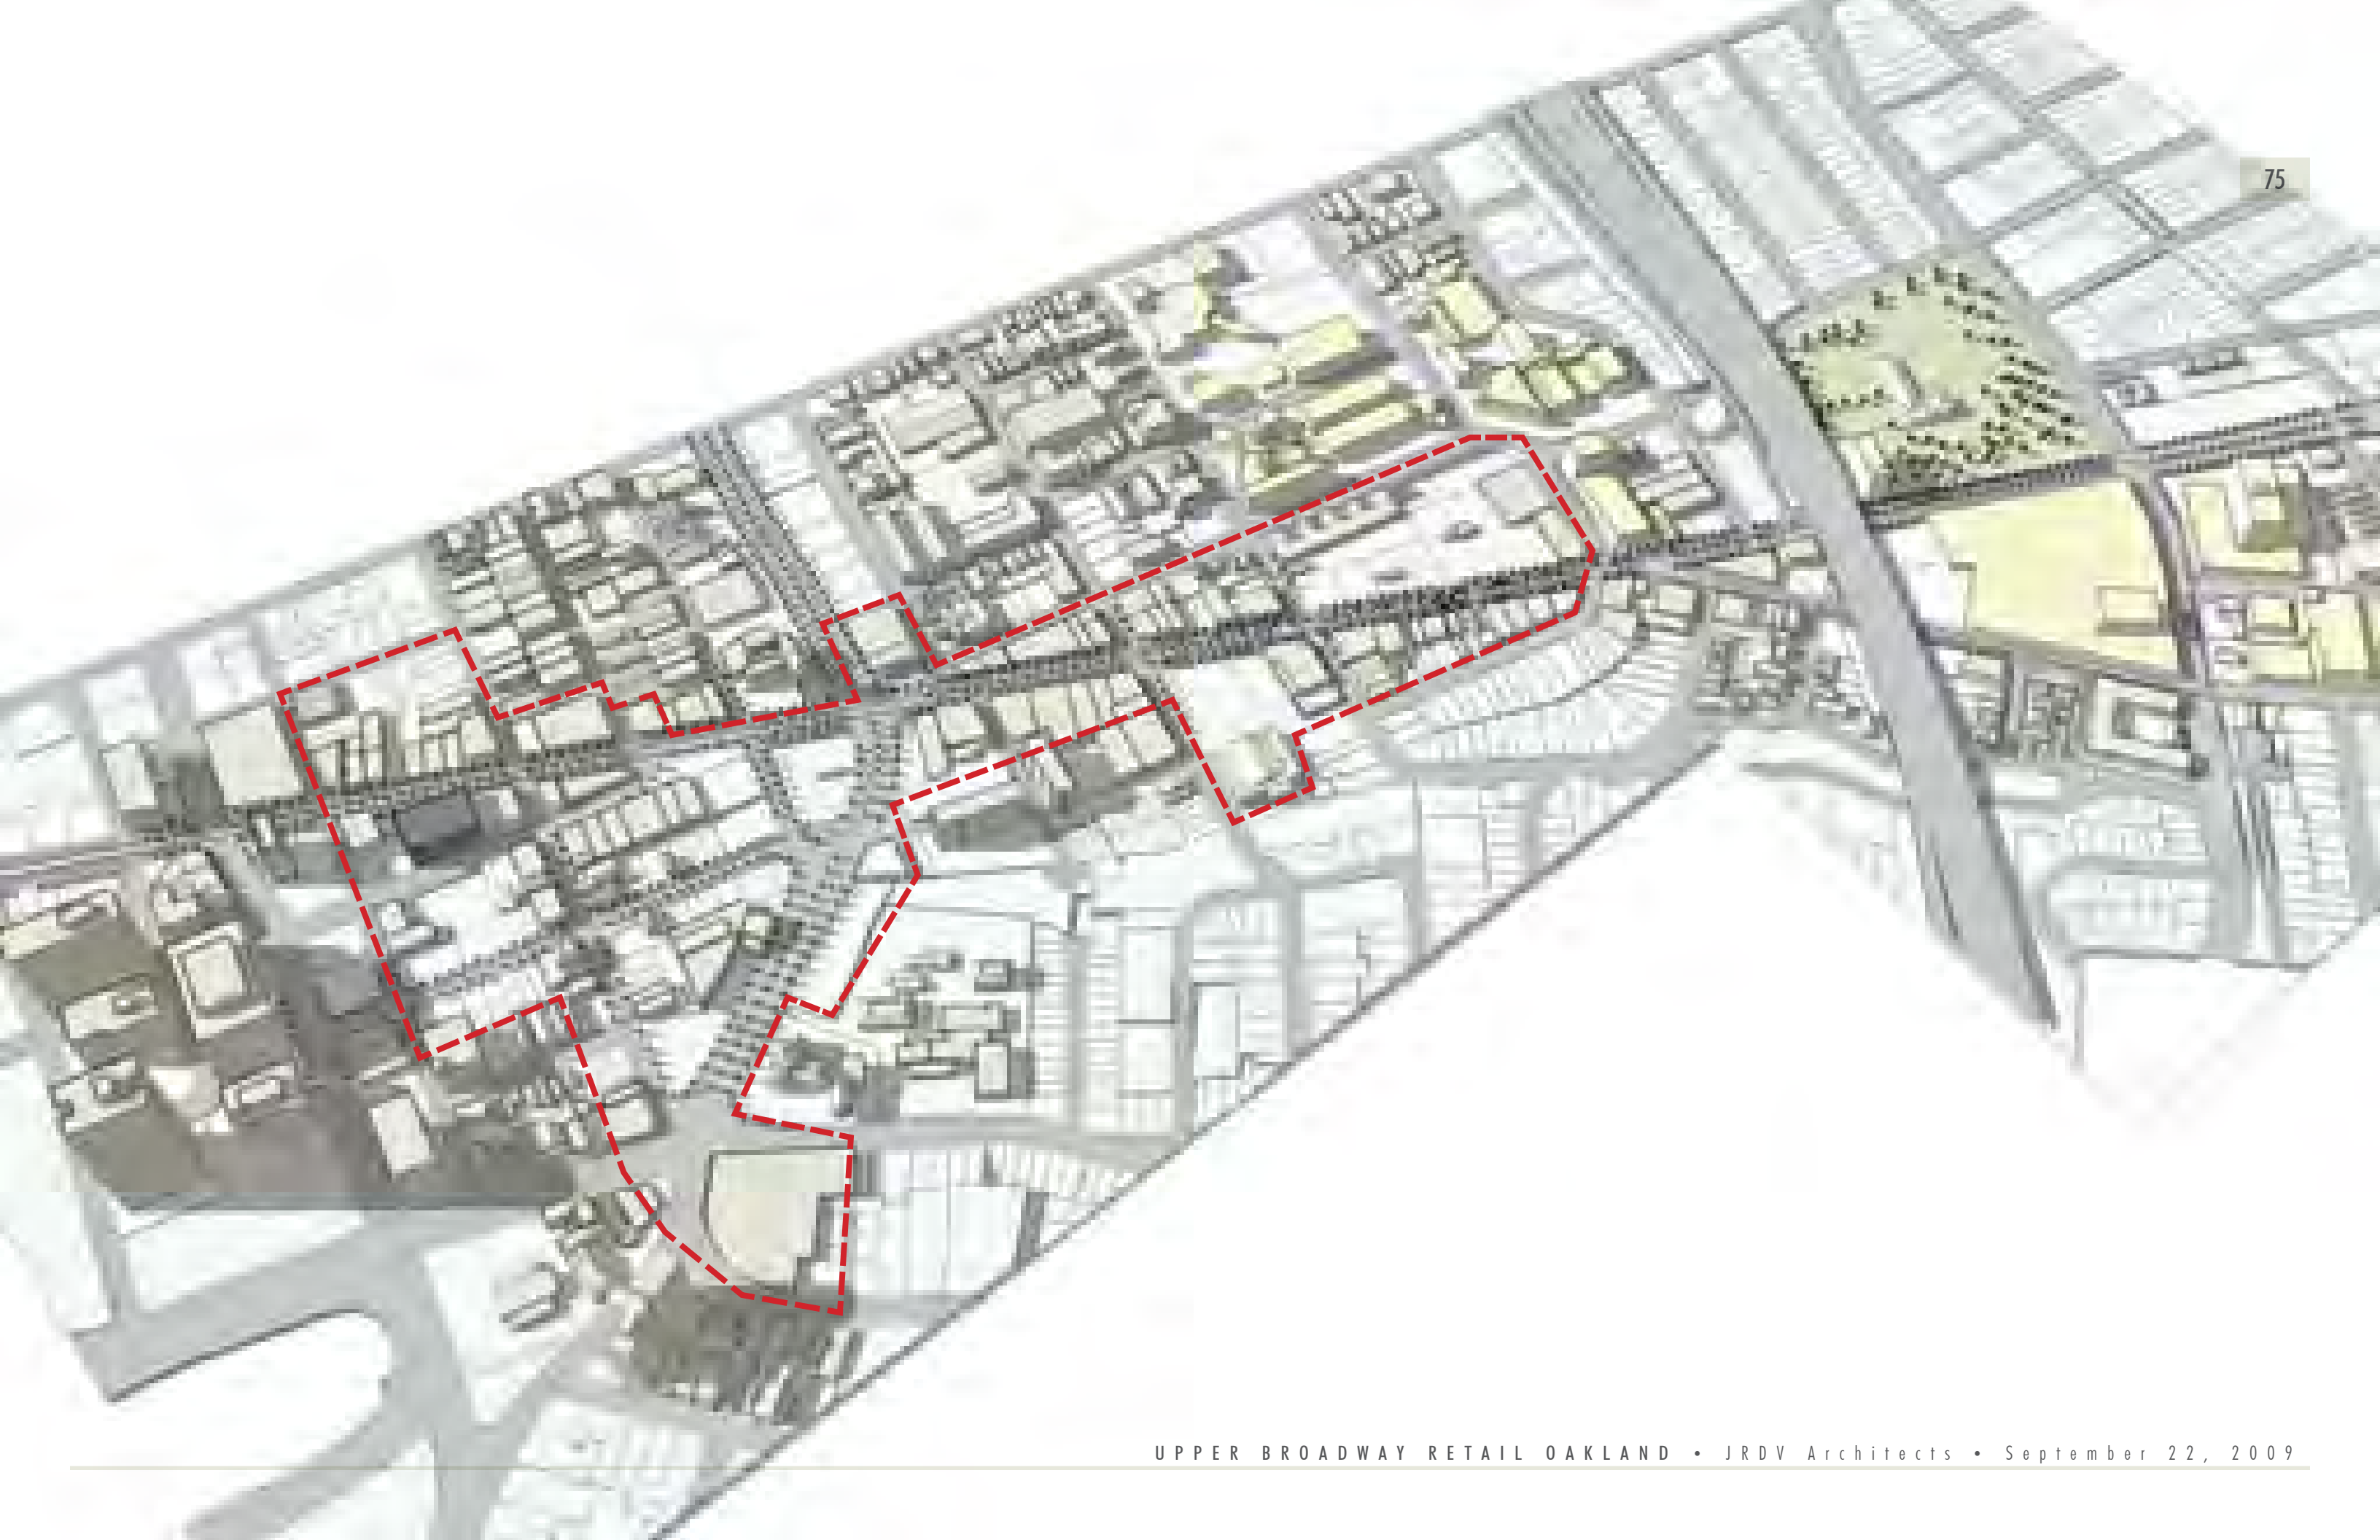 75
UPPER BROADWAY RETAIL OAKLAND • JRDV Architects • September 22, 2009